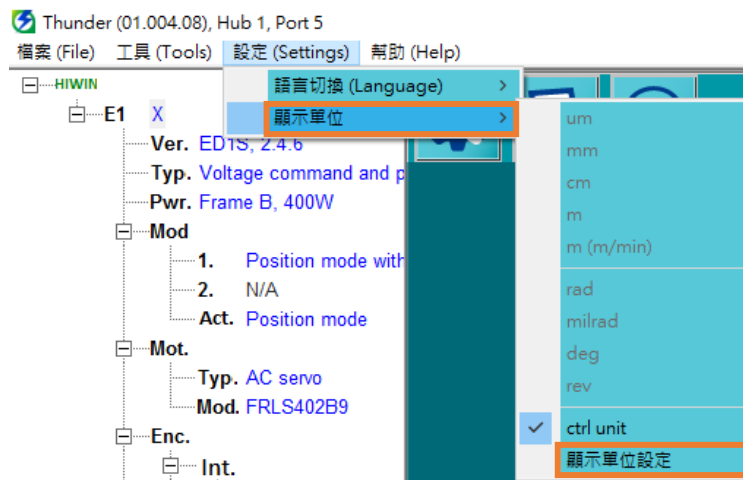 Thunder (01.004.08), Hub 1, Port 5
檔案 (File) 工具 (Tools) 設定 (Settings) 幫助 (Help)
HIWIN
E1 X
Ver. ED1S, 2.4.6
Typ. Voltage command and p
Pwr. Frame B, 400W
Mod
1. Position mode with
2. N/A
Act. Position mode
Mot.
Typ. AC servo
Mod. FRLS402B9
Enc.
Int.
語言切換 (Language) >
顯示單位 >
um
mm
cm
m
m (m/min)
rad
milrad
deg
rev
ctrl unit
顯示單位設定